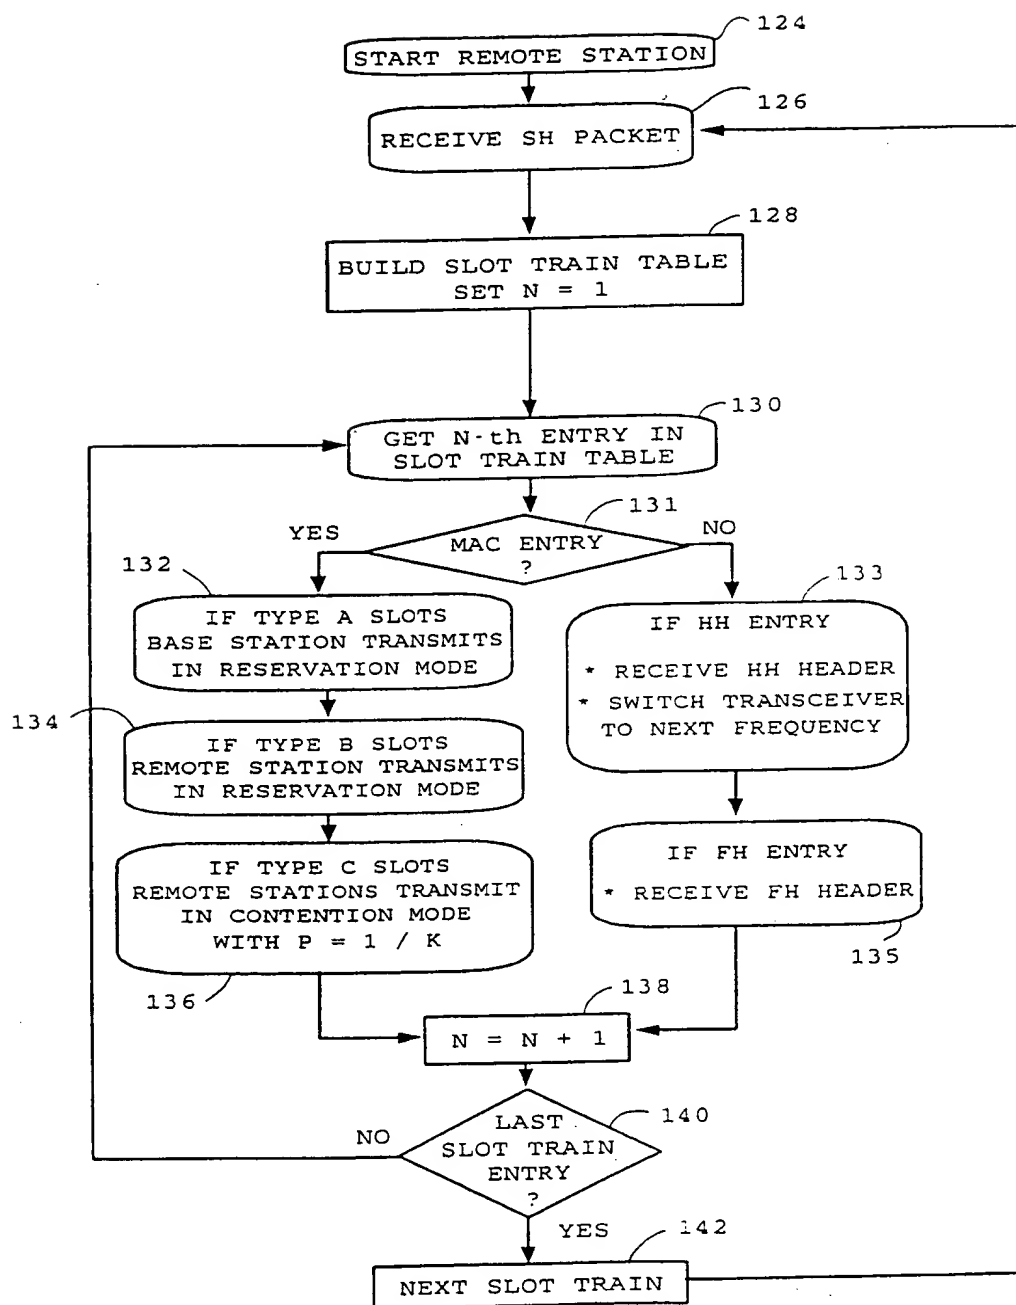 124
START REMOTE STATION
126
RECEIVE SH PACKET
128
BUILD SLOT TRAIN TABLE
SET N = 1
130
GET N-th ENTRY IN
SLOT TRAIN TABLE
131
YES
NO
MAC ENTRY
?
132
IF TYPE A SLOTS
BASE STATION TRANSMITS
IN RESERVATION MODE
133
IF HH ENTRY
* RECEIVE HH HEADER
* SWITCH TRANSCEIVER
TO NEXT FREQUENCY
134
IF TYPE B SLOTS
REMOTE STATION TRANSMITS
IN RESERVATION MODE
IF FH ENTRY
* RECEIVE FH HEADER
135
IF TYPE C SLOTS
REMOTE STATIONS TRANSMIT
IN CONTENTION MODE
WITH P = 1 / K
136
138
N = N + 1
140
LAST
SLOT TRAIN
ENTRY
?
NO
YES
142
NEXT SLOT TRAIN